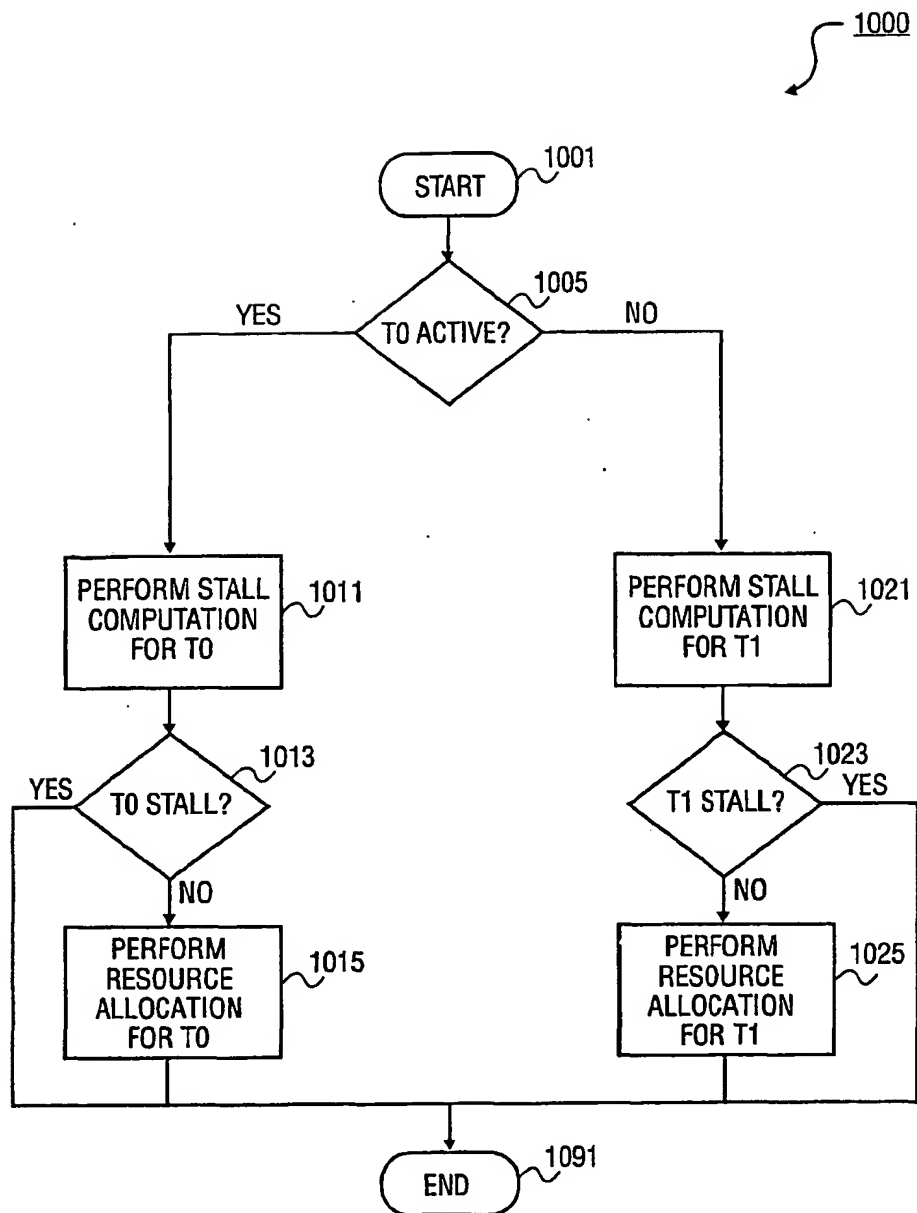 1000
START
1001
T0 ACTIVE?
1005
YES
NO
PERFORM STALL
COMPUTATION
FOR T0
1011
PERFORM STALL
COMPUTATION
FOR T1
1021
T0 STALL?
1013
YES
NO
T1 STALL?
1023
YES
NO
PERFORM
RESOURCE
ALLOCATION
FOR T0
1015
PERFORM
RESOURCE
ALLOCATION
FOR T1
1025
END
1091